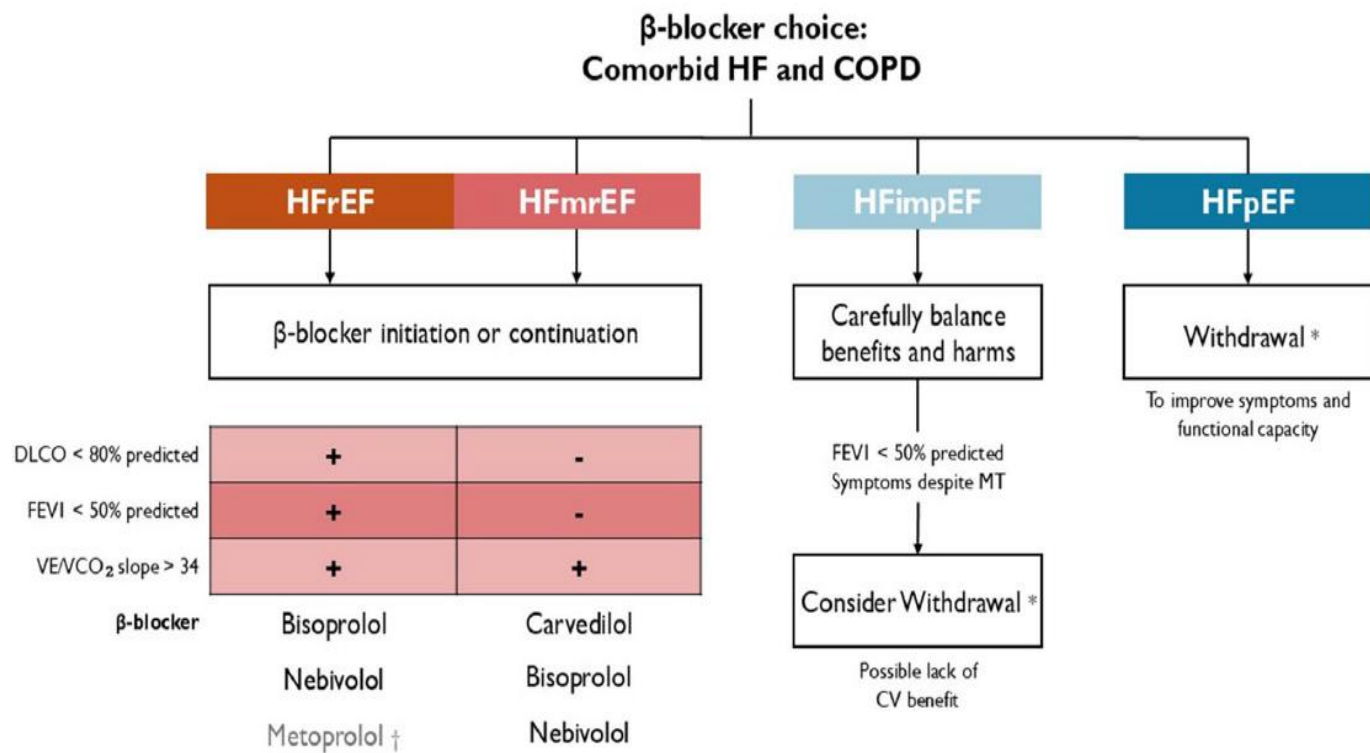 β-blocker choice:
Comorbid HF and COPD
HFrEF
HFmrEF
HFimpEF
HFpEF
β-blocker initiation or continuation
Carefully balance
benefits and harms
Withdrawal *
To improve symptoms and
functional capacity
DLCO < 80% predicted
+
-
FEVI < 50% predicted
Symptoms despite MT
FEVI < 50% predicted
+
-
VE/VCO₂ slope > 34
+
+
Consider Withdrawal *
Possible lack of
CV benefit
β-blocker
Bisoprolol
Carvedilol
Nebivolol
Bisoprolol
Metoprolol †
Nebivolol